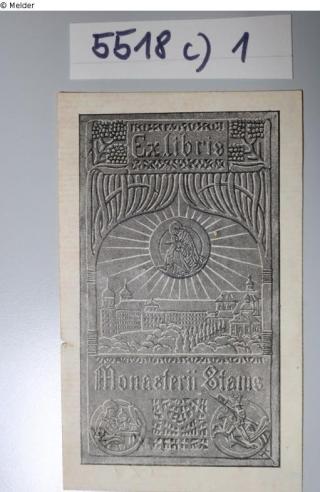 © Melder
5518 c) 1
Ex libris
Monasterii Stams